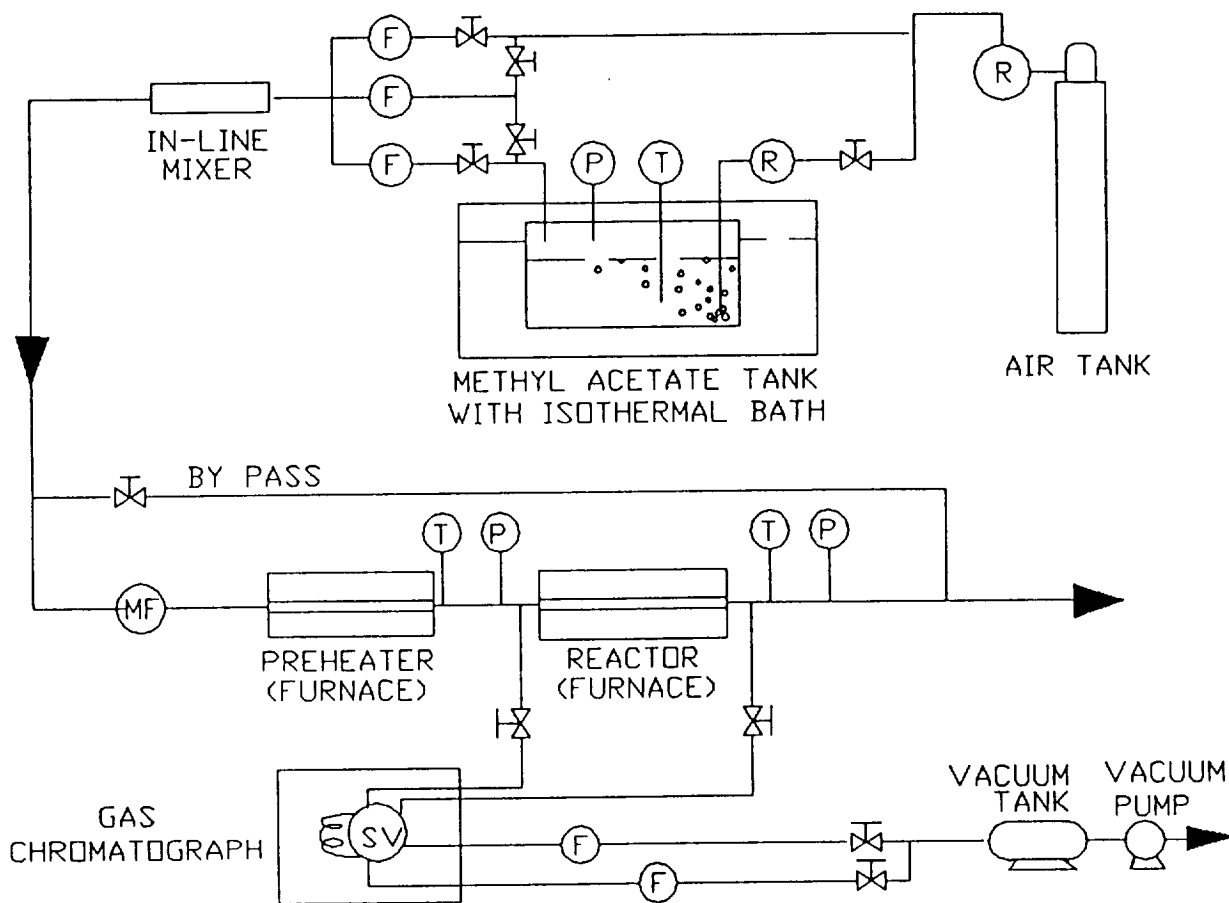 F
F
F
R
IN-LINE
MIXER
P
T
R
METHYL ACETATE TANK
WITH ISOTHERMAL BATH
AIR TANK
BY PASS
T
P
T
P
MF
PREHEATER
(FURNACE)
REACTOR
(FURNACE)
GAS
CHROMATOGRAPH
SV
F
F
VACUUM
TANK
VACUUM
PUMP